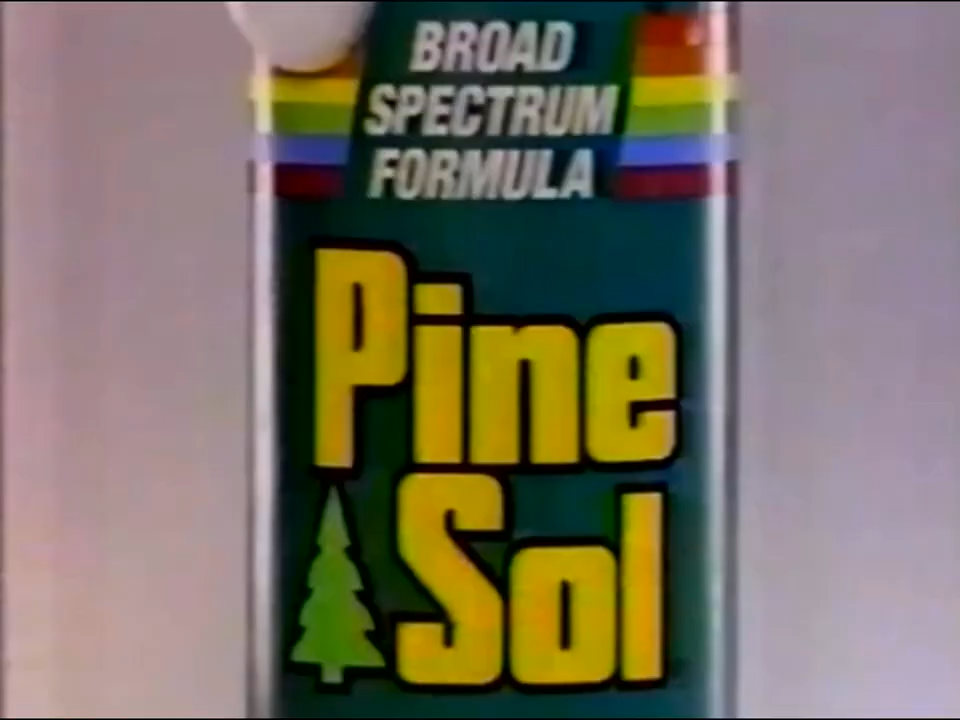 BROAD
SPECTRUM
FORMULA
Pine
Sol